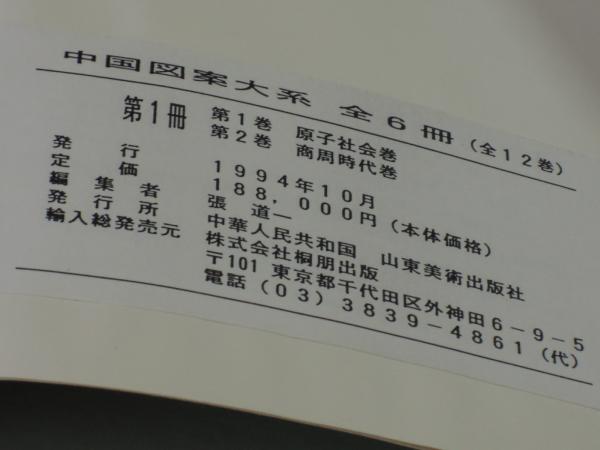 中国図案大系 全6冊（全12巻）
第1冊 第1巻 原子社会巻
第2巻 商周時代巻
発行 1994年10月
定価 188,000円（本体価格）
編集者 張道一
発行所 中華人民共和国 山東美術出版社
輸入総発売元 株式会社桐朋出版
〒101 東京都千代田区外神田6-9-5
電話（03）3839-4861（代）